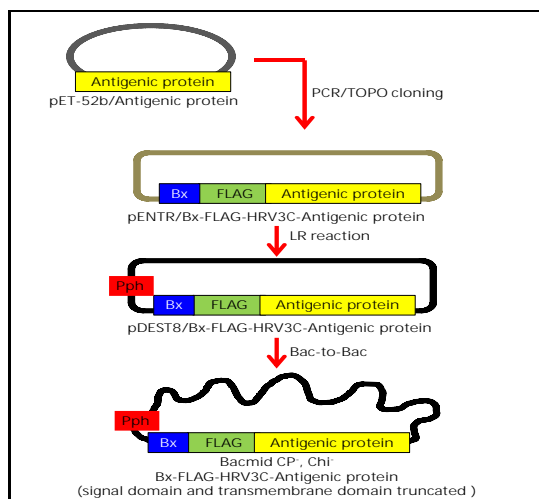 Antigenic protein
pET-52b/Antigenic protein
PCR/TOPO cloning
Bx FLAG Antigenic protein
pENTR/Bx-FLAG-HRV3C-Antigenic protein
LR reaction
Pph
Bx FLAG Antigenic protein
pDEST8/Bx-FLAG-HRV3C-Antigenic protein
Bac-to-Bac
Pph
Bx FLAG Antigenic protein
Bacmid CP⁻, Chi⁻
Bx-FLAG-HRV3C-Antigenic protein
(signal domain and transmembrane domain truncated )